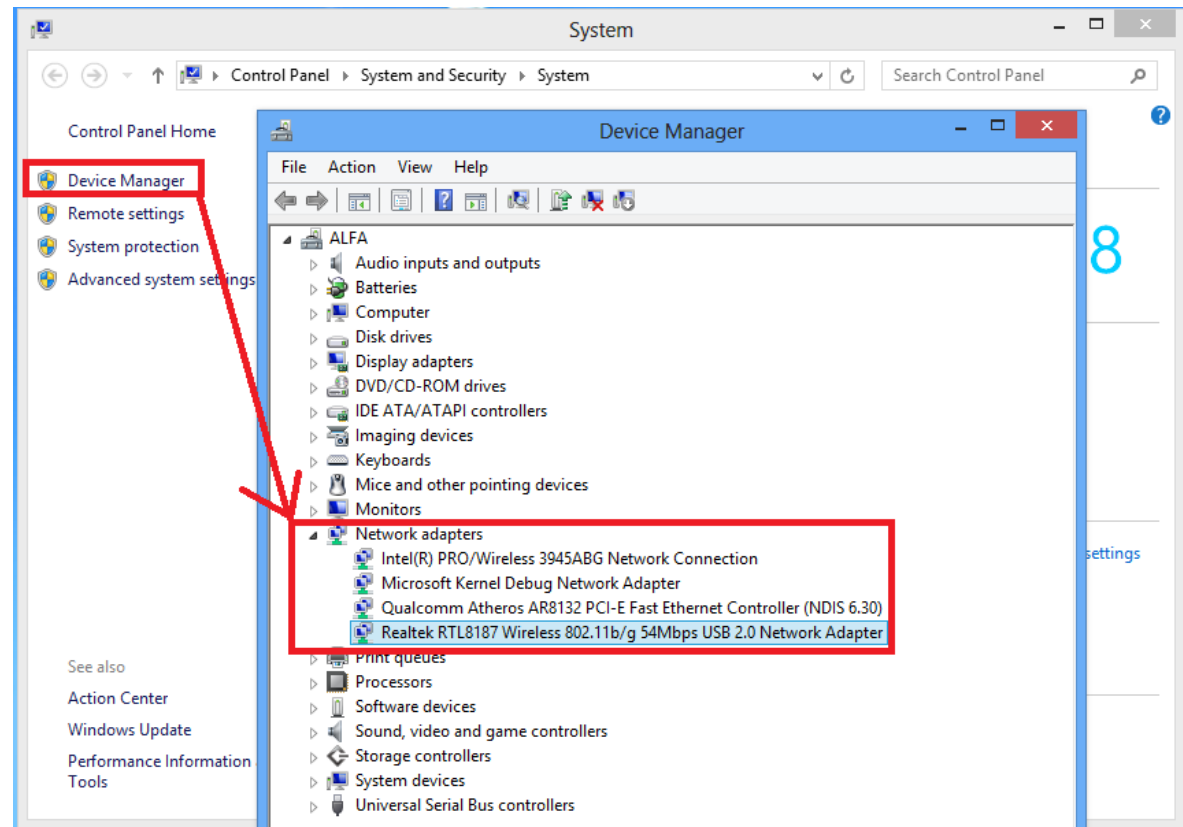 System
Control Panel
System and Security
System
Search Control Panel
Control Panel Home
Device Manager
Remote settings
System protection
Advanced system settings
See also
Action Center
Windows Update
Performance Information
Tools
8
settings
Device Manager
File Action View Help
ALFA
Audio inputs and outputs
Batteries
Computer
Disk drives
Display adapters
DVD/CD-ROM drives
IDE ATA/ATAPI controllers
Imaging devices
Keyboards
Mice and other pointing devices
Monitors
Network adapters
Intel(R) PRO/Wireless 3945ABG Network Connection
Microsoft Kernel Debug Network Adapter
Qualcomm Atheros AR8132 PCI-E Fast Ethernet Controller (NDIS 6.30)
Realtek RTL8187 Wireless 802.11b/g 54Mbps USB 2.0 Network Adapter
Print queues
Processors
Software devices
Sound, video and game controllers
Storage controllers
System devices
Universal Serial Bus controllers